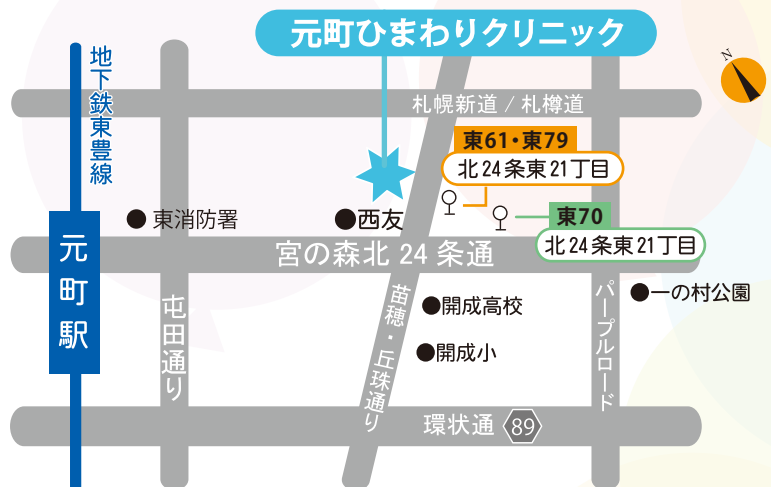 元町ひまわりクリニック
地下鉄東豊線
N
札幌新道 / 札樽道
東61・東79
北24条東21丁目
東70
北24条東21丁目
東消防署
西友
宮の森北24条通
元町駅
屯田通り
苗穂・丘珠通り
開成高校
開成小
パープルロード
一の村公園
環状通 89